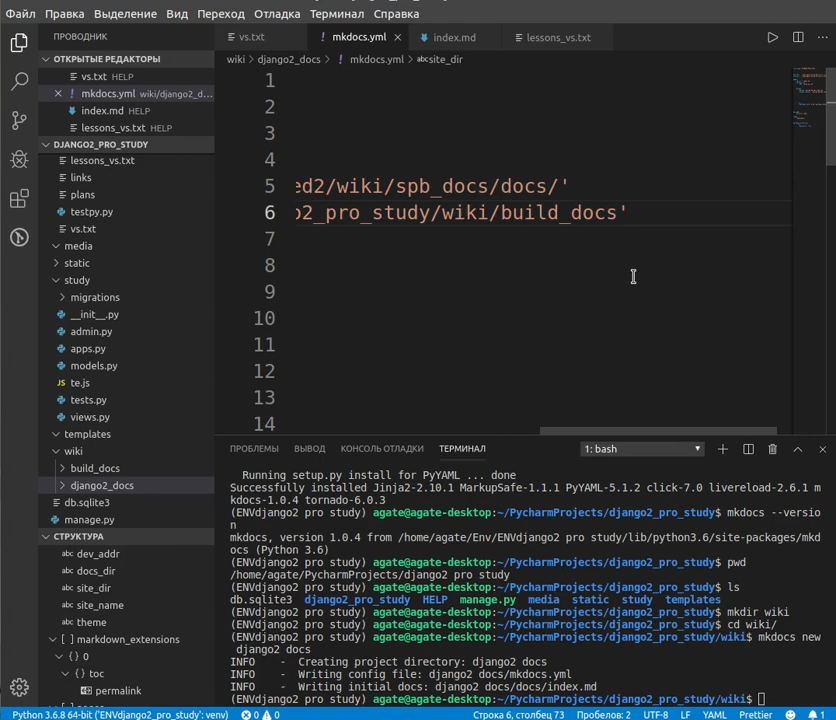 Файл Правка Выделение Вид Переход Отладка Терминал Справка
ПРОВОДНИК
ОТКРЫТЫЕ РЕДАКТОРЫ
vs.txt HELP
mkdocs.yml wiki/django2_d...
index.md HELP
lessons_vs.txt HELP
DJANGO2_PRO_STUDY
lessons_vs.txt
links
plans
testpy.py
vs.txt
media
static
study
migrations
__init__.py
admin.py
apps.py
models.py
te.js
tests.py
views.py
templates
wiki
build_docs
django2_docs
db.sqlite3
manage.py
СТРУКТУРА
dev_addr
docs_dir
site_dir
site_name
theme
markdown_extensions
0
toc
permalink
vs.txt mkdocs.yml index.md lessons_vs.txt
wiki › django2_docs › mkdocs.yml › site_dir
1
2
3
4
5 ed2/wiki/spb_docs/docs/'
6 o2_pro_study/wiki/build_docs'
7
8
9
10
11
12
13
14
ПРОБЛЕМЫ ВЫВОД КОНСОЛЬ ОТЛАДКИ ТЕРМИНАЛ 1: bash
Running setup.py install for PyYAML ... done
Successfully installed Jinja2-2.10.1 MarkupSafe-1.1.1 PyYAML-5.1.2 click-7.0 livereload-2.6.1 m
kdocs-1.0.4 tornado-6.0.3
(ENVdjango2 pro study) agate@agate-desktop:~/PycharmProjects/django2_pro_study$ mkdocs --versio
n
mkdocs, version 1.0.4 from /home/agate/Env/ENVdjango2 pro study/lib/python3.6/site-packages/mkd
ocs (Python 3.6)
(ENVdjango2 pro study) agate@agate-desktop:~/PycharmProjects/django2_pro_study$ pwd
/home/agate/PycharmProjects/django2 pro study
(ENVdjango2 pro study) agate@agate-desktop:~/PycharmProjects/django2_pro_study$ ls
db.sqlite3 django2_pro_study HELP manage.py media static study templates
(ENVdjango2 pro study) agate@agate-desktop:~/PycharmProjects/django2_pro_study$ mkdir wiki
(ENVdjango2 pro study) agate@agate-desktop:~/PycharmProjects/django2_pro_study$ cd wiki/
(ENVdjango2 pro study) agate@agate-desktop:~/PycharmProjects/django2_pro_study/wiki$ mkdocs new
django2 docs
INFO - Creating project directory: django2 docs
INFO - Writing config file: django2 docs/mkdocs.yml
INFO - Writing initial docs: django2 docs/docs/index.md
(ENVdjango2 pro study) agate@agate-desktop:~/PycharmProjects/django2_pro_study/wiki$
Python 3.6.8 64-bit ('ENVdjango2_pro_study': venv) 0 0 Строка 6, столбец 73 Пробелов: 2 UTF-8 LF YAML Prettier 1